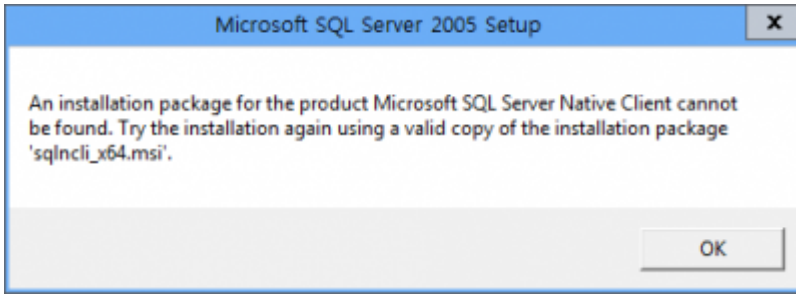 Microsoft SQL Server 2005 Setup
x
An installation package for the product Microsoft SQL Server Native Client cannot
be found. Try the installation again using a valid copy of the installation package
'sqlncli_x64.msi'.
OK